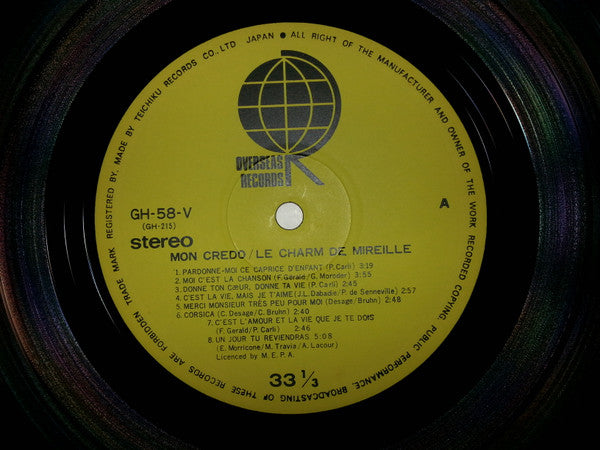 TRADE MARK REGISTERED BY, MADE BY TEICHIKU RECORDS CO., LTD JAPAN • ALL RIGHT OF THE MANUFACTURER AND OWNER OF THE WORK RECORDED COPYING, PUBLIC PERFORMANCE, BROADCASTING OF THESE RECORDS ARE FORBIDDEN
OVERSEAS
RECORDS
GH-58-V
(GH-215)
A
stereo
MON CREDO/LE CHARM DE MIREILLE
1. PARDONNE-MOI CE CAPRICE D'ENFANT (P. Carli) 3:19
2. MOI C'EST LA CHANSON (F. Gérald/G. Moroder) 3:55
3. DONNE TON CŒUR, DONNE TA VIE (P. Carli) 2:42
4. C'EST LA VIE, MAIS JE T'AIME (J.L. Dabadie/P. de Senneville) 2:57
5. MERCI MONSIEUR TRÈS PEU POUR MOI (Desage/Bruhn) 2:48
6. CORSICA (C. Desage/C. Bruhn) 2:40
7. C'EST L'AMOUR ET LA VIE QUE JE TE DOIS
(F. Gerald/P. Carli) 2:46
8. UN JOUR TU REVIENDRAS 5:08
(E. Morricone/M. Travia/A. Lacour)
Licenced by M.E.P.A.
33 1/3